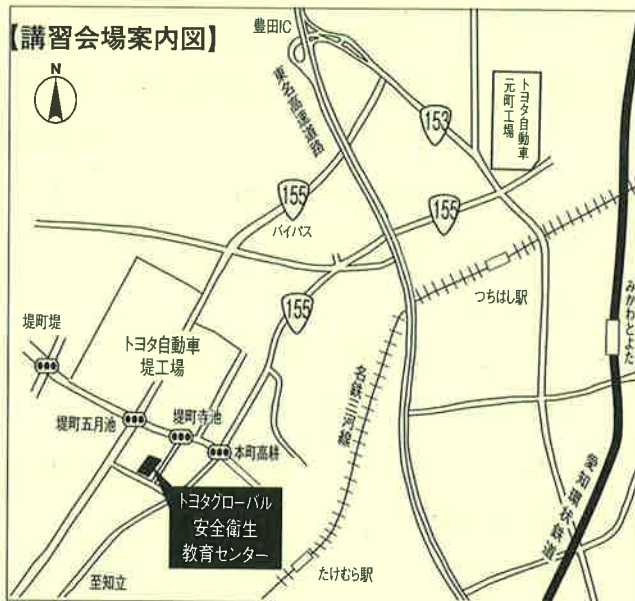 【講習会場案内図】
N
豊田IC
東名高速道路
153
トヨタ自動車
元町工場
155
バイパス
155
つちはし駅
みかわとよた
155
堤町堤
トヨタ自動車
堤工場
名鉄三河線
堤町五月池
堤町寺池
本町高耕
愛知環状鉄道
トヨタグローバル
安全衛生
教育センター
たけむら駅
至知立